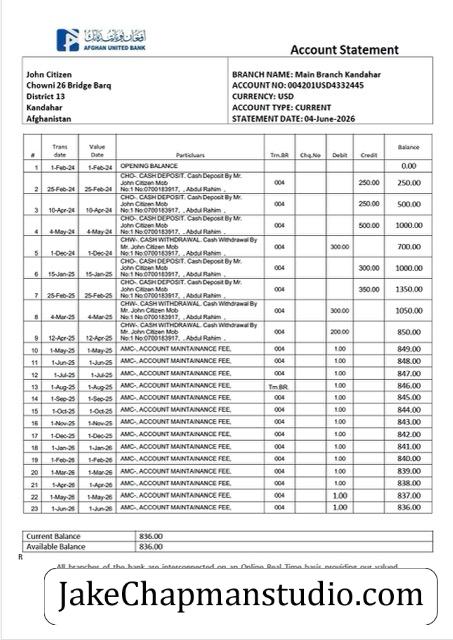 افغان یونایتد بانک
AFGHAN UNITED BANK
Account Statement
John Citizen
Chowni 26 Bridge Barq
District 13
Kandahar
Afghanistan
BRANCH NAME: Main Branch Kandahar
ACCOUNT NO: 004201USD4332445
CURRENCY: USD
ACCOUNT TYPE: CURRENT
STATEMENT DATE: 04-June-2026
# Trans date Value Date Particluars Trn.BR Chq.No Debit Credit Balance
1 1-Feb-24 1-Feb-24 OPENING BALANCE 0.00
2 25-Feb-24 25-Feb-24 CHO-. CASH DEPOSIT. Cash Deposit By Mr. 004 250.00 250.00
John Citizen Mob
No:1 No:0700183917, , Abdul Rahim ,
3 10-Apr-24 10-Apr-24 CHO-. CASH DEPOSIT. Cash Deposit By Mr. 004 250.00 500.00
John Citizen Mob
No:1 No:0700183917, , Abdul Rahim ,
4 4-May-24 4-May-24 CHO-. CASH DEPOSIT. Cash Deposit By Mr. 004 500.00 1000.00
John Citizen Mob
No:1 No:0700183917, , Abdul Rahim ,
5 1-Dec-24 1-Dec-24 CHW-. CASH WITHDRAWAL. Cash Withdrawal By 004 300.00 700.00
Mr. John Citizen Mob
No:1 No:0700183917, , Abdul Rahim ,
6 15-Jan-25 15-Jan-25 CHO-. CASH DEPOSIT. Cash Deposit By Mr. 004 300.00 1000.00
John Citizen Mob
No:1 No:0700183917, , Abdul Rahim ,
7 25-Feb-25 25-Feb-25 CHO-. CASH DEPOSIT. Cash Deposit By Mr. 004 350.00 1350.00
John Citizen Mob
No:1 No:0700183917, , Abdul Rahim ,
8 4-Mar-25 4-Mar-25 CHW-. CASH WITHDRAWAL. Cash Withdrawal By 004 300.00 1050.00
Mr. John Citizen Mob
No:1 No:0700183917, , Abdul Rahim ,
9 12-Apr-25 12-Apr-25 CHW-. CASH WITHDRAWAL. Cash Withdrawal By 004 200.00 850.00
Mr. John Citizen Mob
No:1 No:0700183917, , Abdul Rahim ,
10 1-May-25 1-May-25 AMC-, ACCOUNT MAINTAINANCE FEE, 004 1.00 849.00
11 1-Jun-25 1-Jun-25 AMC-, ACCOUNT MAINTAINANCE FEE, 004 1.00 848.00
12 1-Jul-25 1-Jul-25 AMC-, ACCOUNT MAINTAINANCE FEE, 004 1.00 847.00
13 1-Aug-25 1-Aug-25 AMC-, ACCOUNT MAINTAINANCE FEE, Trn.BR. 1.00 846.00
14 1-Sep-25 1-Sep-25 AMC-, ACCOUNT MAINTAINANCE FEE, 004 1.00 845.00
15 1-Oct-25 1-Oct-25 AMC-, ACCOUNT MAINTAINANCE FEE, 004 1.00 844.00
16 1-Nov-25 1-Nov-25 AMC-, ACCOUNT MAINTAINANCE FEE, 004 1.00 843.00
17 1-Dec-25 1-Dec-25 AMC-, ACCOUNT MAINTAINANCE FEE, 004 1.00 842.00
18 1-Jan-26 1-Jan-26 AMC-, ACCOUNT MAINTAINANCE FEE, 004 1.00 841.00
19 1-Feb-26 1-Feb-26 AMC-, ACCOUNT MAINTAINANCE FEE, 004 1.00 840.00
20 1-Mar-26 1-Mar-26 AMC-, ACCOUNT MAINTAINANCE FEE, 004 1.00 839.00
21 1-Apr-26 1-Apr-26 AMC-, ACCOUNT MAINTAINANCE FEE, 004 1.00 838.00
22 1-May-26 1-May-26 AMC-, ACCOUNT MAINTAINANCE FEE, 004 1.00 837.00
23 1-Jun-26 1-Jun-26 AMC-, ACCOUNT MAINTAINANCE FEE, 004 1.00 836.00
Current Balance 836.00
Available Balance 836.00
R
All branches of the bank are interconnected on an Online Real Time basis providing our valued
JakeChapmanstudio.com